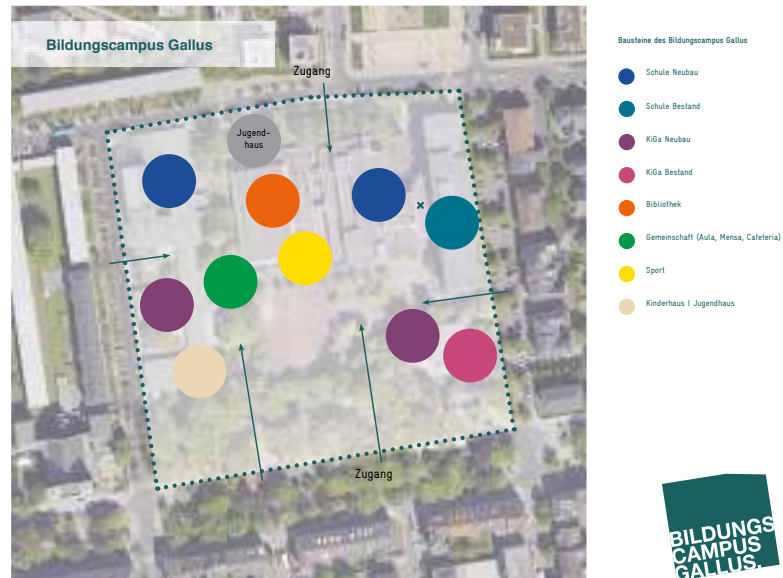 Bildungscampus Gallus
Zugang
Jugend-
haus
Zugang
Bausteine des Bildungscampus Gallus
Schule Neubau
Schule Bestand
KiGa Neubau
KiGa Bestand
Bibliothek
Gemeinschaft (Aula, Mensa, Cafeteria)
Sport
Kinderhaus I Jugendhaus
BILDUNGS
CAMPUS
GALLUS.